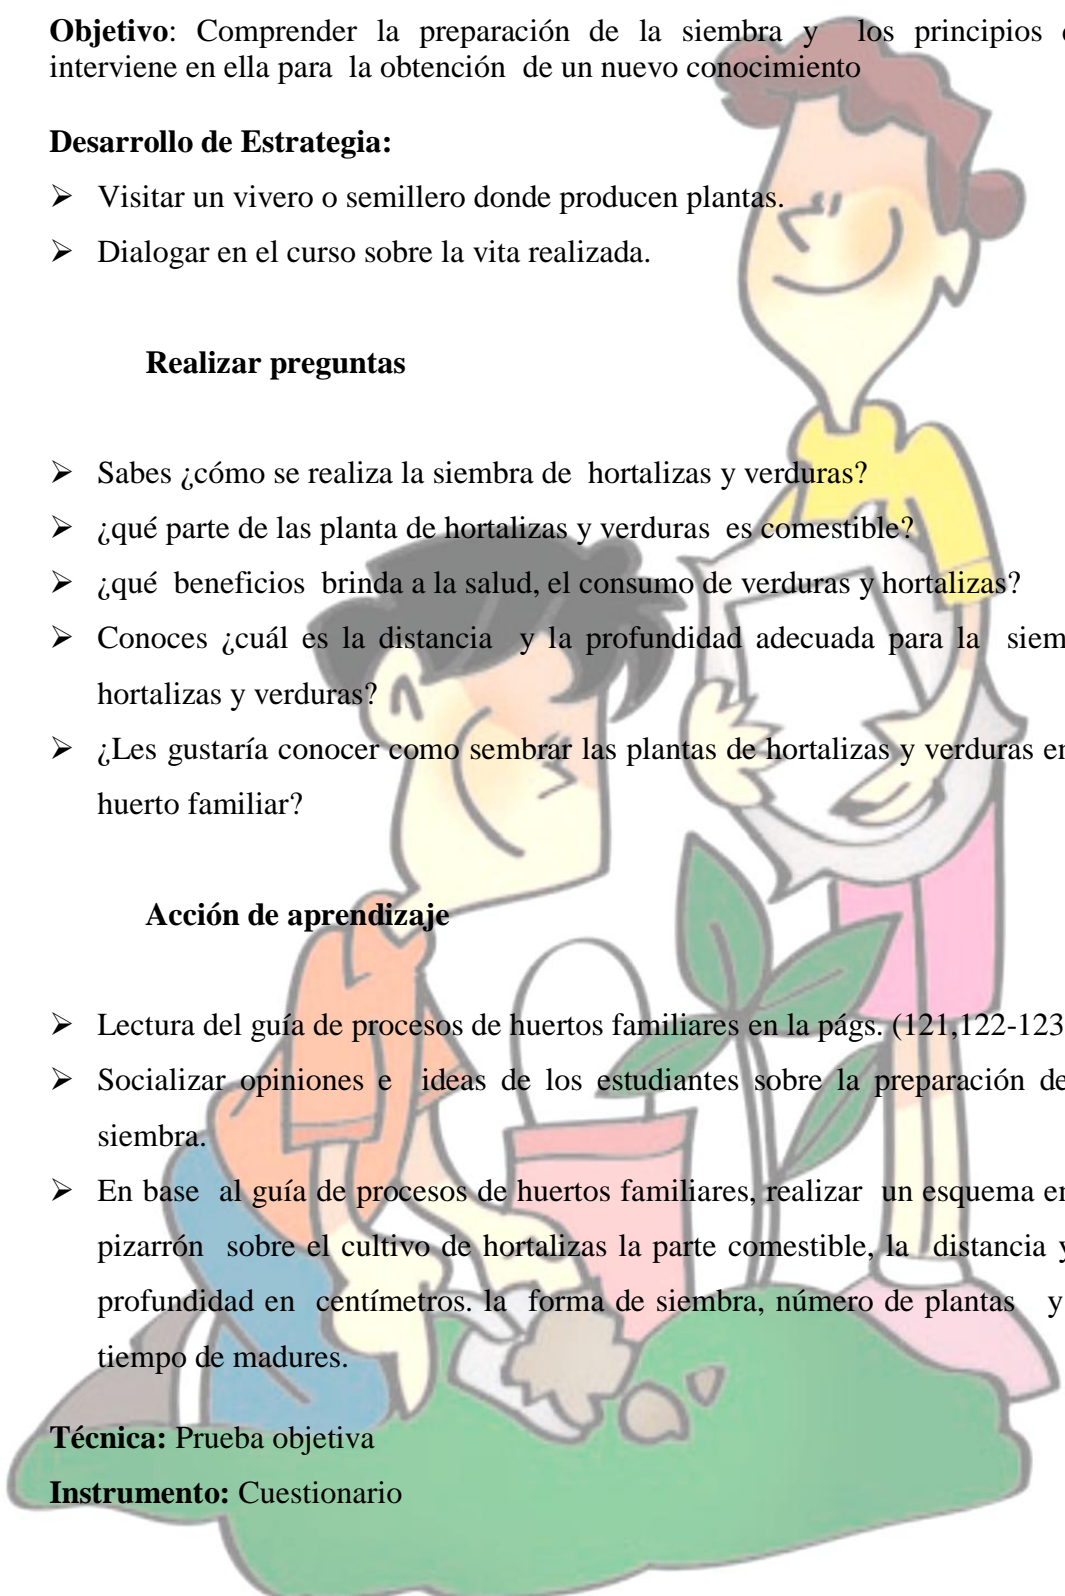 Objetivo: Comprender la preparación de la siembra y los principios
interviene en ella para la obtención de un nuevo conocimiento
Desarrollo de Estrategia:
➢ Visitar un vivero o semillero donde producen plantas.
➢ Dialogar en el curso sobre la vita realizada.
Realizar preguntas
➢ Sabes ¿cómo se realiza la siembra de hortalizas y verduras?
➢ ¿qué parte de las planta de hortalizas y verduras es comestible?
➢ ¿qué beneficios brinda a la salud, el consumo de verduras y hortalizas?
➢ Conoces ¿cuál es la distancia y la profundidad adecuada para la siem
hortalizas y verduras?
➢ ¿Les gustaría conocer como sembrar las plantas de hortalizas y verduras en
huerto familiar?
Acción de aprendizaje
➢ Lectura del guía de procesos de huertos familiares en la págs. (121,122-123
➢ Socializar opiniones e ideas de los estudiantes sobre la preparación de
siembra.
➢ En base al guía de procesos de huertos familiares, realizar un esquema en
pizarrón sobre el cultivo de hortalizas la parte comestible, la distancia y
profundidad en centímetros. la forma de siembra, número de plantas y
tiempo de madures.
Técnica: Prueba objetiva
Instrumento: Cuestionario